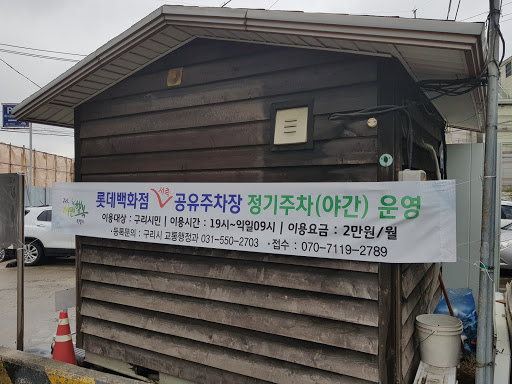 롯데백화점 옥상 공유주차장 정기주차(야간) 운영
이용대상 : 구리시민 | 이용시간 : 19시~익일09시 | 이용요금 : 2만원/월
·등록문의 : 구리시 교통행정과 031-550-2703 ·접수 : 070-7119-2789